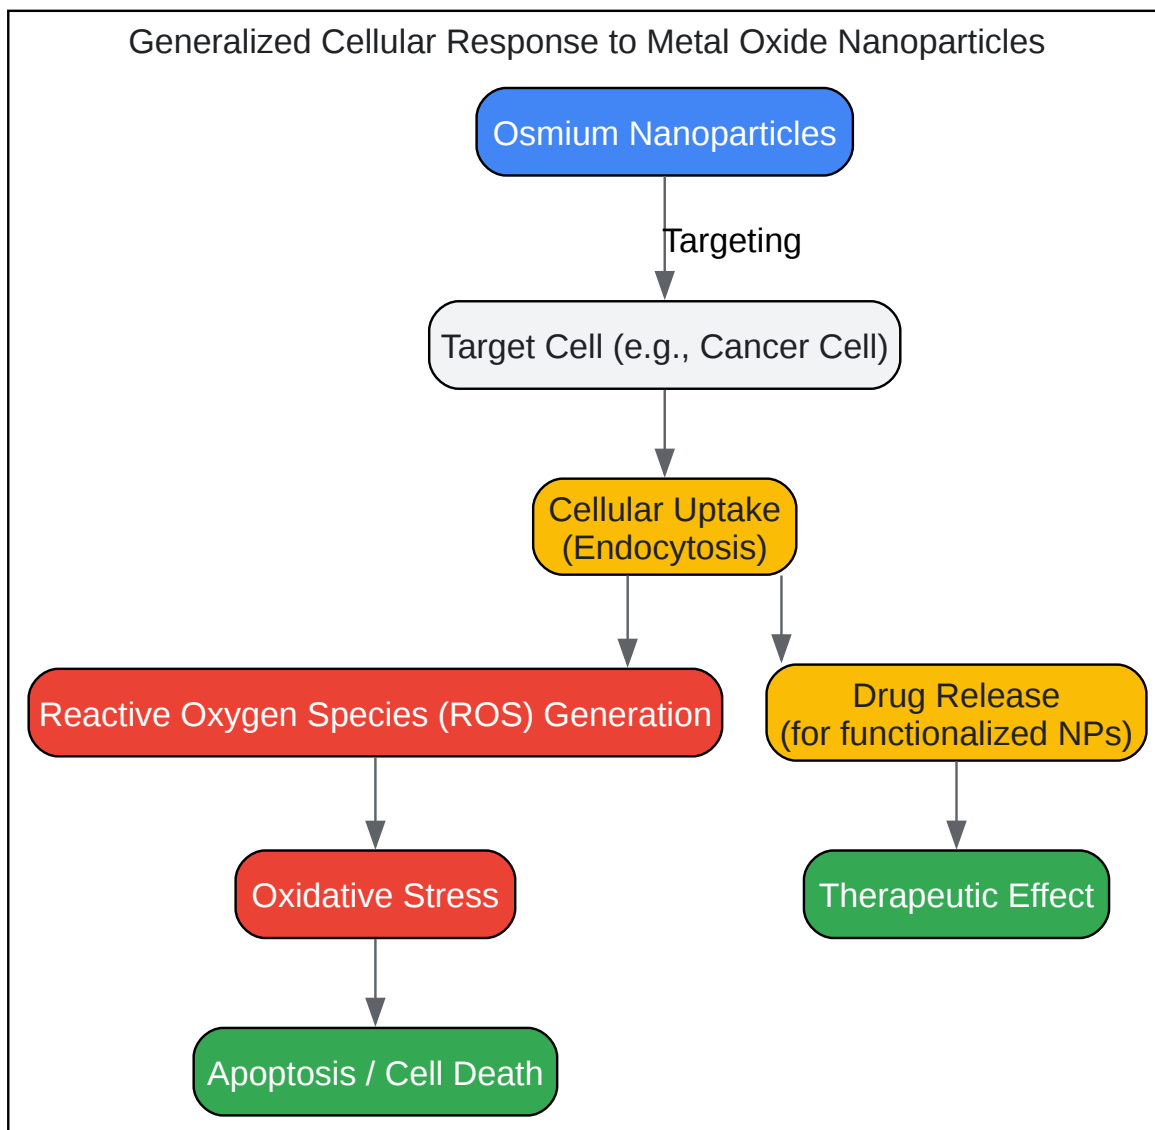 Generalized Cellular Response to Metal Oxide Nanoparticles
Osmium Nanoparticles
Targeting
Target Cell (e.g., Cancer Cell)
Cellular Uptake
(Endocytosis)
Reactive Oxygen Species (ROS) Generation
Drug Release
(for functionalized NPs)
Oxidative Stress
Therapeutic Effect
Apoptosis / Cell Death